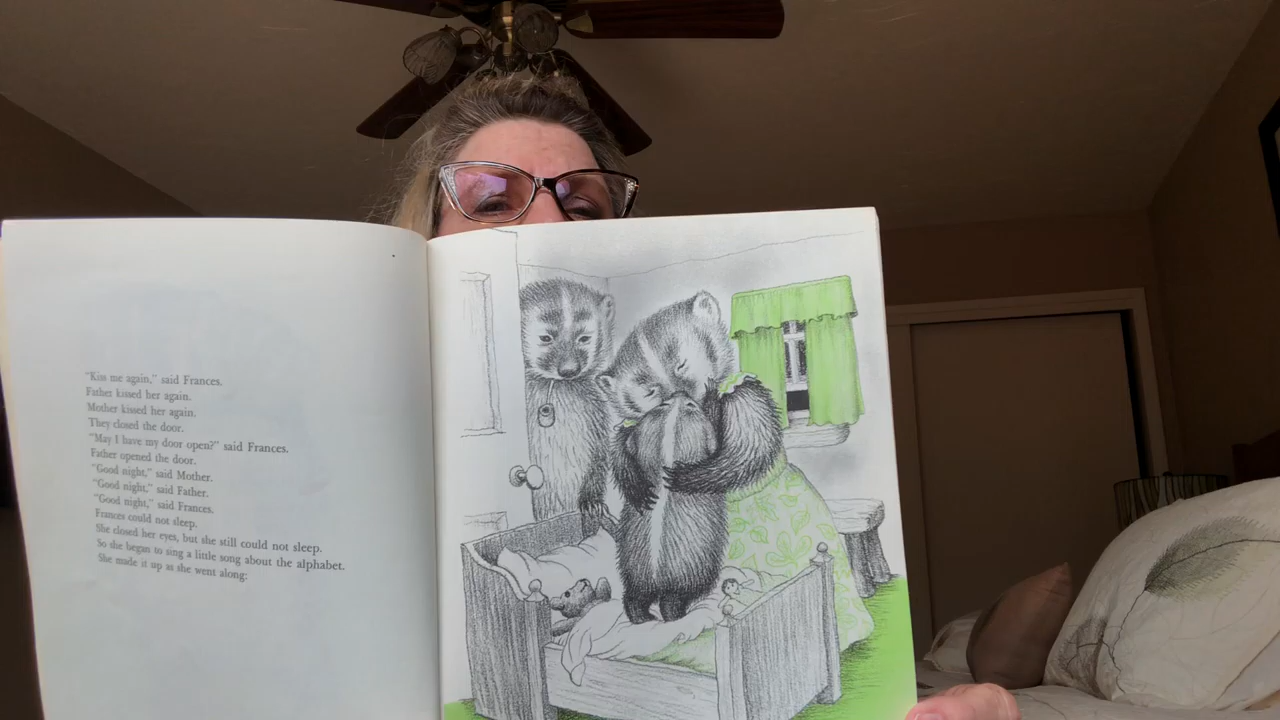 "Kiss me again," said Frances.
Father kissed her again.
Mother kissed her again.
They closed the door.
"May I have my door open?" said Frances.
Father opened the door.
"Good night," said Mother.
"Good night," said Father.
"Good night," said Frances.
Frances could not sleep.
She closed her eyes, but she still could not sleep.
So she began to sing a little song about the alphabet.
She made it up as she went along: